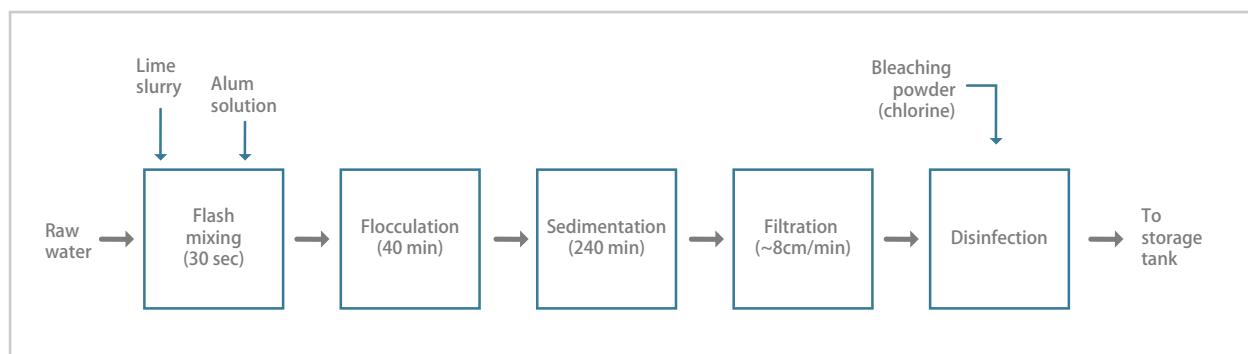 Lime
slurry
Alum
solution
Bleaching
powder
(chlorine)
Raw
water
Flash
mixing
(30 sec)
Flocculation
(40 min)
Sedimentation
(240 min)
Filtration
(~8cm/min)
Disinfection
To
storage
tank